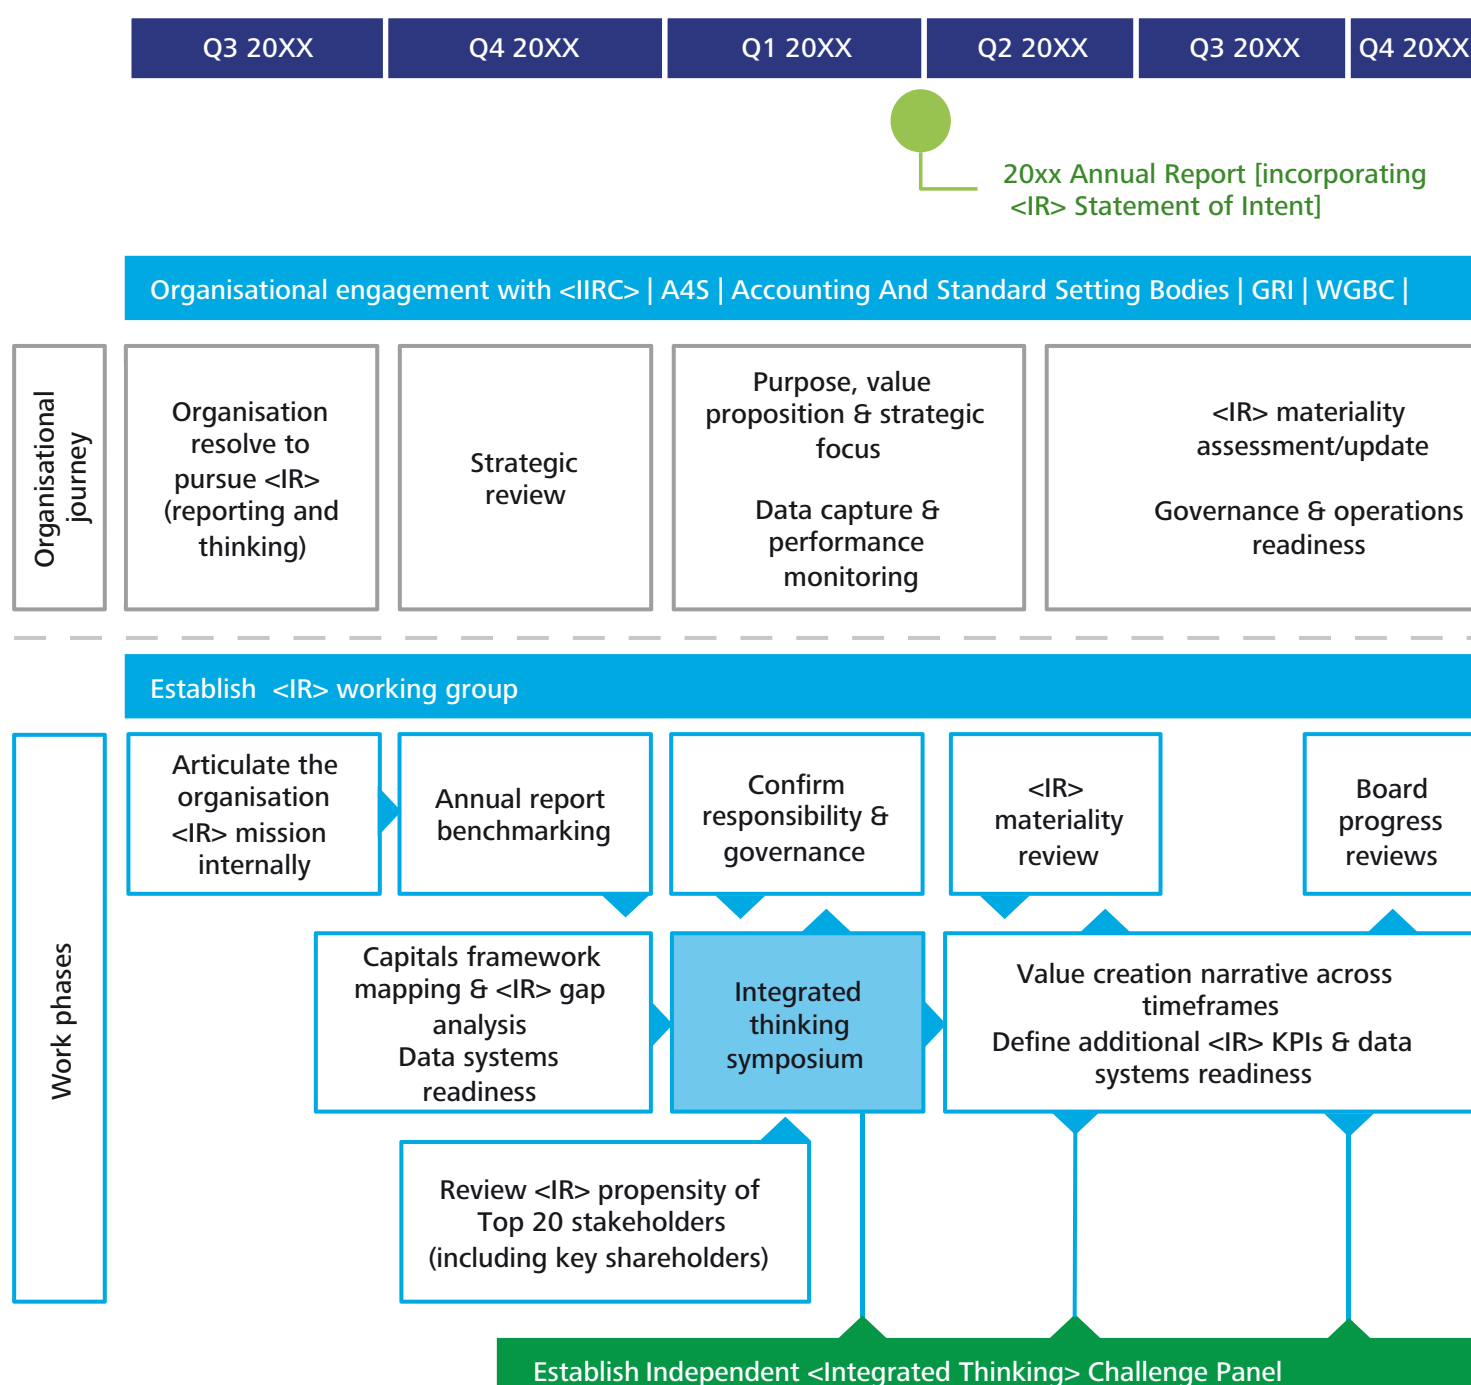 Q3 20XX
Q4 20XX
Q1 20XX
Q2 20XX
Q3 20XX
Q4 20XX
20xx Annual Report [incorporating
<IR> Statement of Intent]
Organisational engagement with <IIRC> | A4S | Accounting And Standard Setting Bodies | GRI | WGBC |
Organisational
journey
Organisation
resolve to
pursue <IR>
(reporting and
thinking)
Strategic
review
Purpose, value
proposition & strategic
focus
Data capture &
performance
monitoring
<IR> materiality
assessment/update
Governance & operations
readiness
Establish <IR> working group
Work phases
Articulate the
organisation
<IR> mission
internally
Annual report
benchmarking
Confirm
responsibility &
governance
<IR>
materiality
review
Board
progress
reviews
Capitals framework
mapping & <IR> gap
analysis
Data systems
readiness
Integrated
thinking
symposium
Value creation narrative across
timeframes
Define additional <IR> KPIs & data
systems readiness
Review <IR> propensity of
Top 20 stakeholders
(including key shareholders)
Establish Independent <Integrated Thinking> Challenge Panel